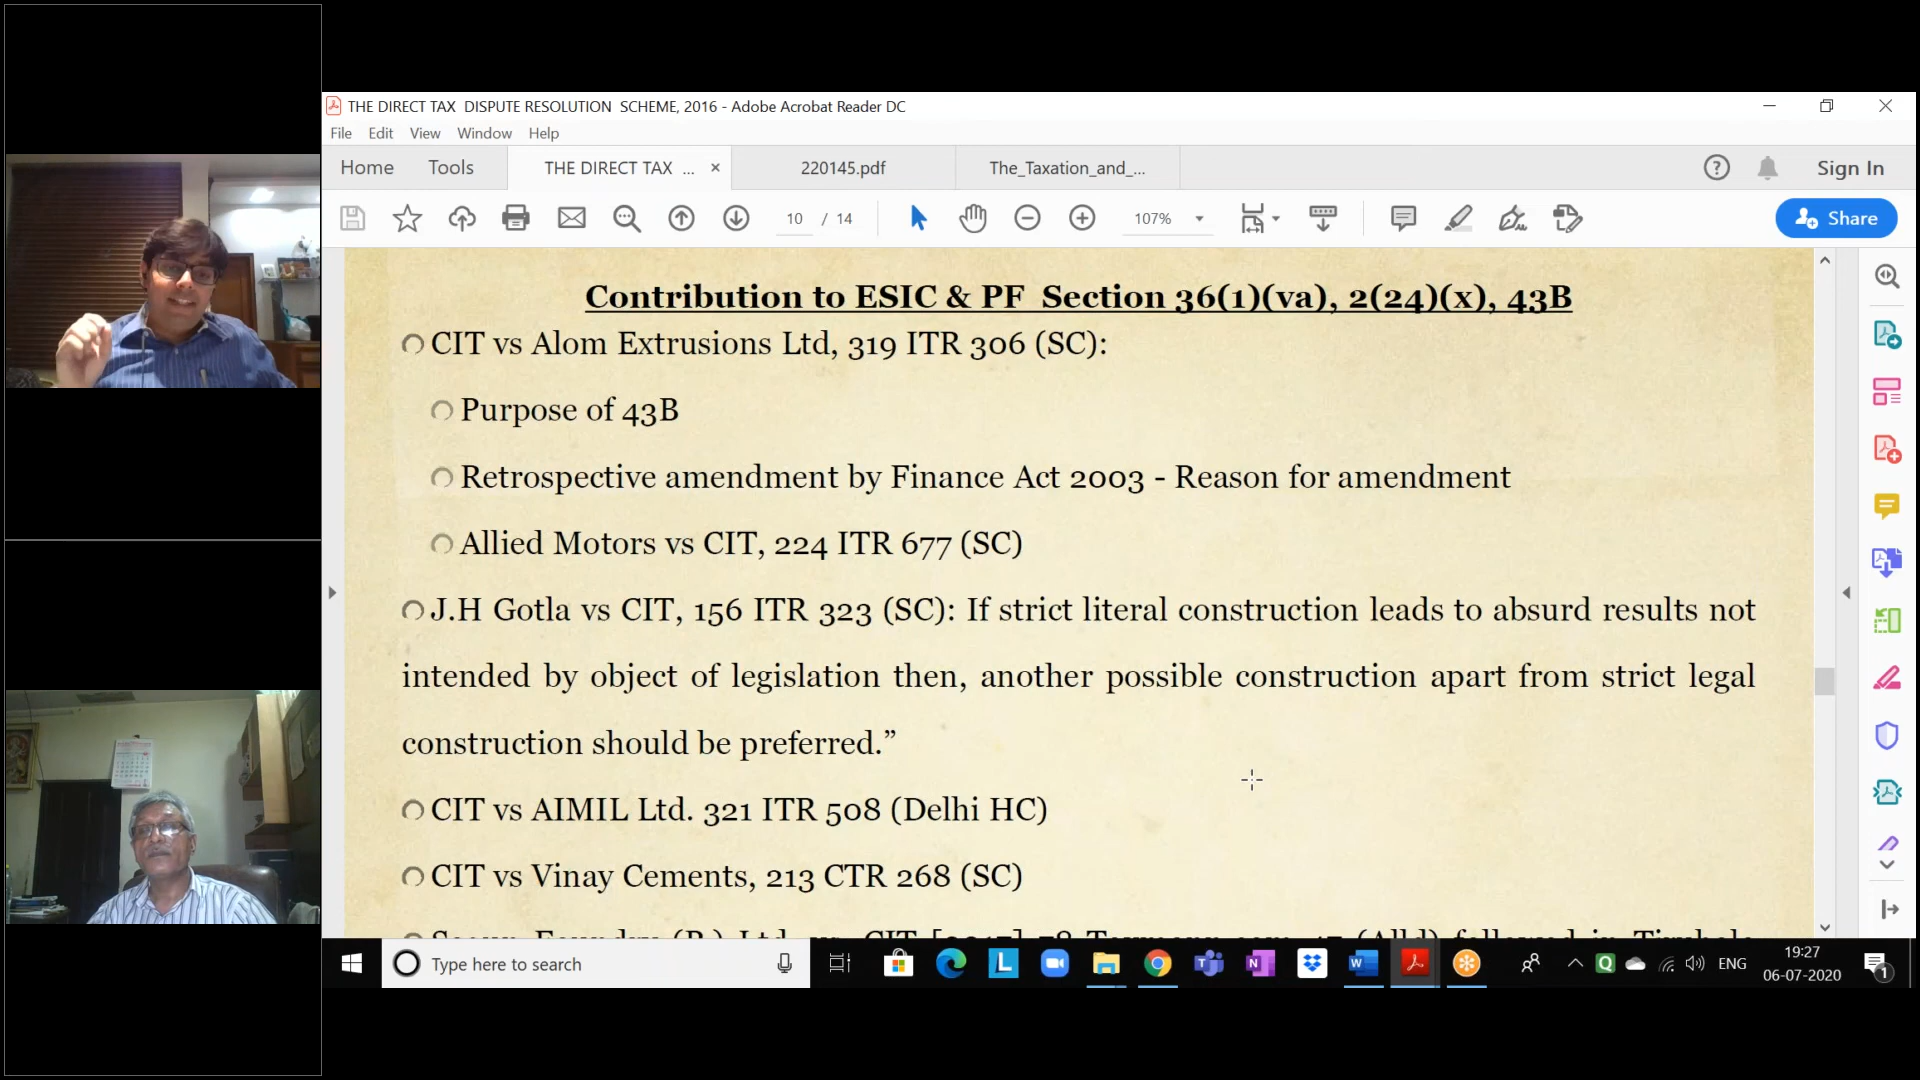 THE DIRECT TAX DISPUTE RESOLUTION SCHEME, 2016 - Adobe Acrobat Reader DC
File Edit View Window Help
Home Tools THE DIRECT TAX ... × 220145.pdf The_Taxation_and_... Sign In
10 / 14 107% Share
Contribution to ESIC & PF Section 36(1)(va), 2(24)(x), 43B
CIT vs Alom Extrusions Ltd, 319 ITR 306 (SC):
Purpose of 43B
Retrospective amendment by Finance Act 2003 - Reason for amendment
Allied Motors vs CIT, 224 ITR 677 (SC)
J.H Gotla vs CIT, 156 ITR 323 (SC): If strict literal construction leads to absurd results not
intended by object of legislation then, another possible construction apart from strict legal
construction should be preferred.”
CIT vs AIMIL Ltd. 321 ITR 508 (Delhi HC)
CIT vs Vinay Cements, 213 CTR 268 (SC)
Type here to search ENG 19:27
06-07-2020 1